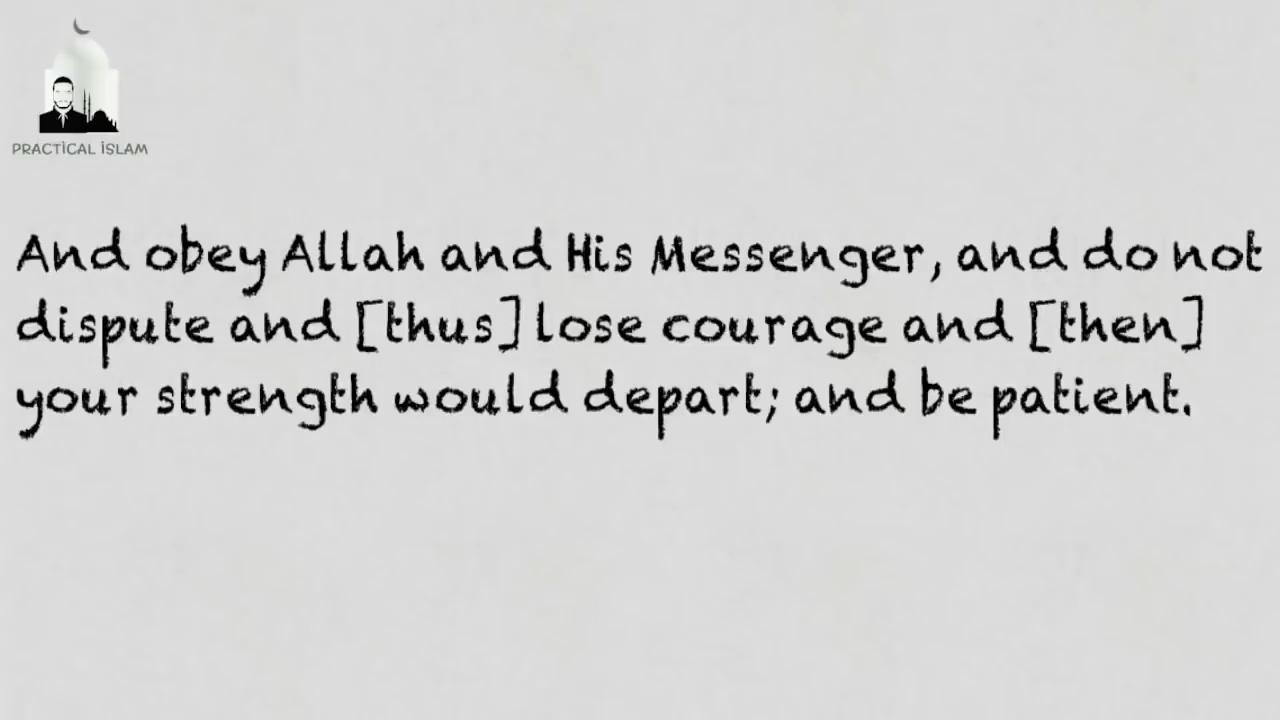 PRACTİCAL İSLAM
And obey Allah and His Messenger, and do not
dispute and [thus] lose courage and [then]
your strength would depart; and be patient.